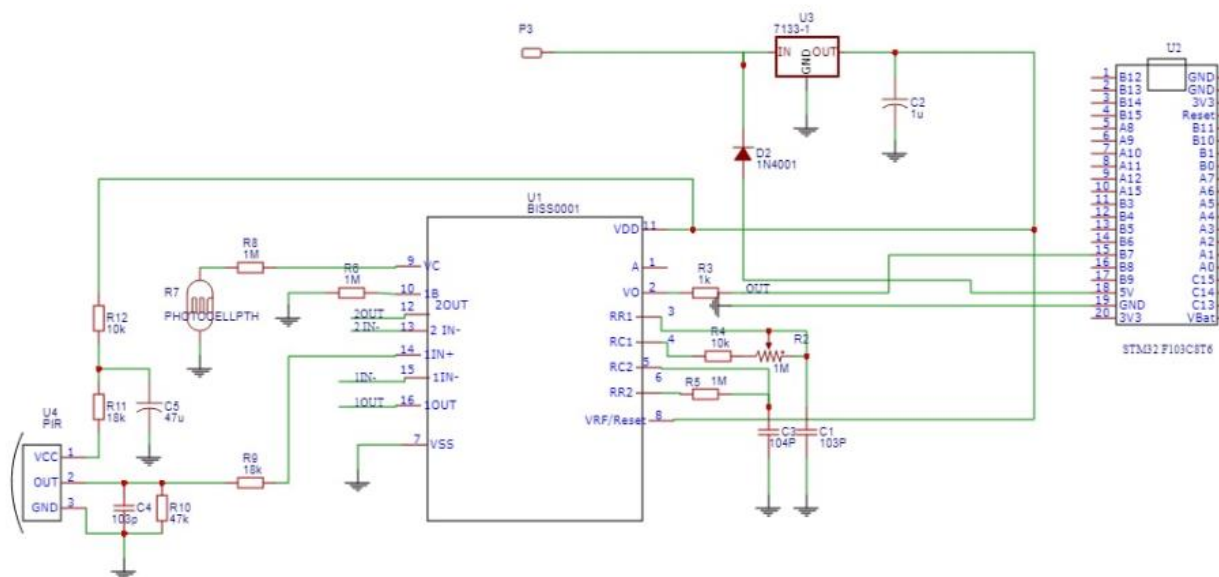 P3
U3
7133-1
IN OUT
GND
C2
1u
D2
1N4001
U2
1 B12 GND
2 B13 GND
3 B14 3V3
4 B15 Reset
5 A8 B11
6 A9 B10
7 A10 B1
8 A11 B0
9 A12 A7
10 A15 A6
11 B3 A5
12 B4 A4
13 B5 A3
14 B6 A2
15 B7 A1
16 B8 A0
17 B9 C15
18 5V C14
19 GND C13
20 3V3 VBat
STM32 F103C8T6
U1
BISS0001
VDD 11
A 1
VO 2
RR1 3
RC1 4
RC2 5
RR2 6
VRF/Reset 8
9 VC
10 1B
12 2OUT
13 2 IN-
14 1IN+
15 1IN-
16 1OUT
7 VSS
R8
1M
R6
1M
R7
PHOTOCELLPTH
2OUT
2 IN-
1IN-
1OUT
R3
1k
OUT
R4
10k
R2
1M
R5 1M
C3
104P
C1
103P
R12
10k
R11
18k
C5
47u
U4
PIR
VCC 1
OUT 2
GND 3
R9
18k
C4
103p
R10
47k